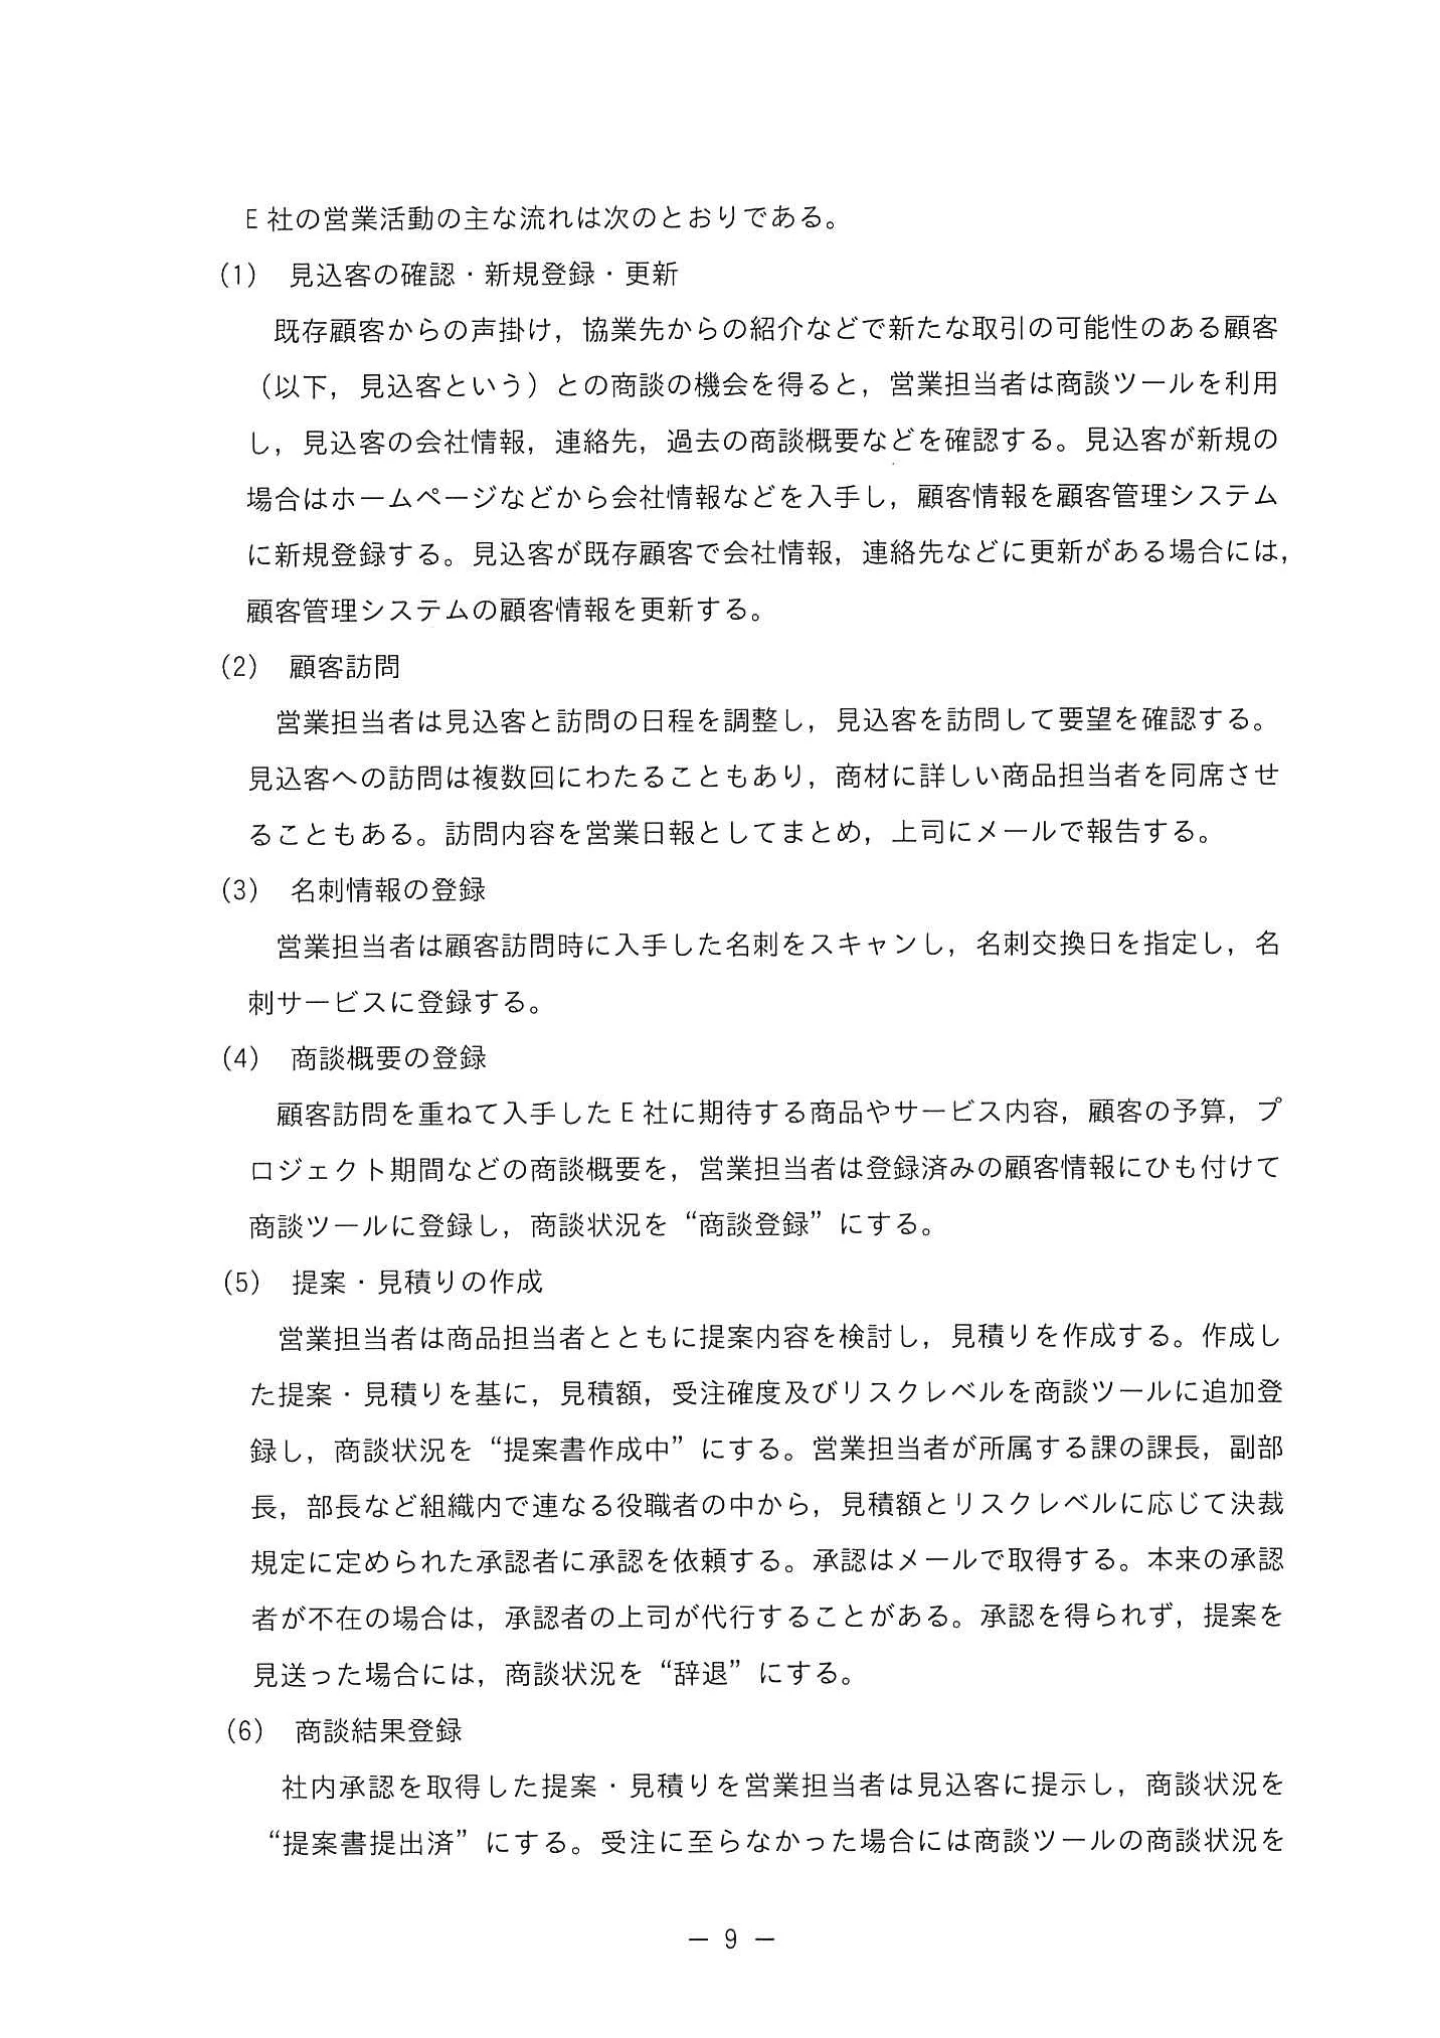 E 社の営業活動の主な流れは次のとおりである。
(1) 見込客の確認・新規登録・更新
既存顧客からの声掛け，協業先からの紹介などで新たな取引の可能性のある顧客
（以下，見込客という）との商談の機会を得ると，営業担当者は商談ツールを利用
し，見込客の会社情報，連絡先，過去の商談概要などを確認する。見込客が新規の
場合はホームページなどから会社情報などを入手し，顧客情報を顧客管理システム
に新規登録する。見込客が既存顧客で会社情報，連絡先などに更新がある場合には，
顧客管理システムの顧客情報を更新する。
(2) 顧客訪問
営業担当者は見込客と訪問の日程を調整し，見込客を訪問して要望を確認する。
見込客への訪問は複数回にわたることもあり，商材に詳しい商品担当者を同席させ
ることもある。訪問内容を営業日報としてまとめ，上司にメールで報告する。
(3) 名刺情報の登録
営業担当者は顧客訪問時に入手した名刺をスキャンし，名刺交換日を指定し，名
刺サービスに登録する。
(4) 商談概要の登録
顧客訪問を重ねて入手した E 社に期待する商品やサービス内容，顧客の予算，プ
ロジェクト期間などの商談概要を，営業担当者は登録済みの顧客情報にひも付けて
商談ツールに登録し，商談状況を“商談登録”にする。
(5) 提案・見積りの作成
営業担当者は商品担当者とともに提案内容を検討し，見積りを作成する。作成し
た提案・見積りを基に，見積額，受注確度及びリスクレベルを商談ツールに追加登
録し，商談状況を“提案書作成中”にする。営業担当者が所属する課の課長，副部
長，部長など組織内で連なる役職者の中から，見積額とリスクレベルに応じて決裁
規定に定められた承認者に承認を依頼する。承認はメールで取得する。本来の承認
者が不在の場合は，承認者の上司が代行することがある。承認を得られず，提案を
見送った場合には，商談状況を“辞退”にする。
(6) 商談結果登録
社内承認を取得した提案・見積りを営業担当者は見込客に提示し，商談状況を
“提案書提出済”にする。受注に至らなかった場合には商談ツールの商談状況を
－ 9 －